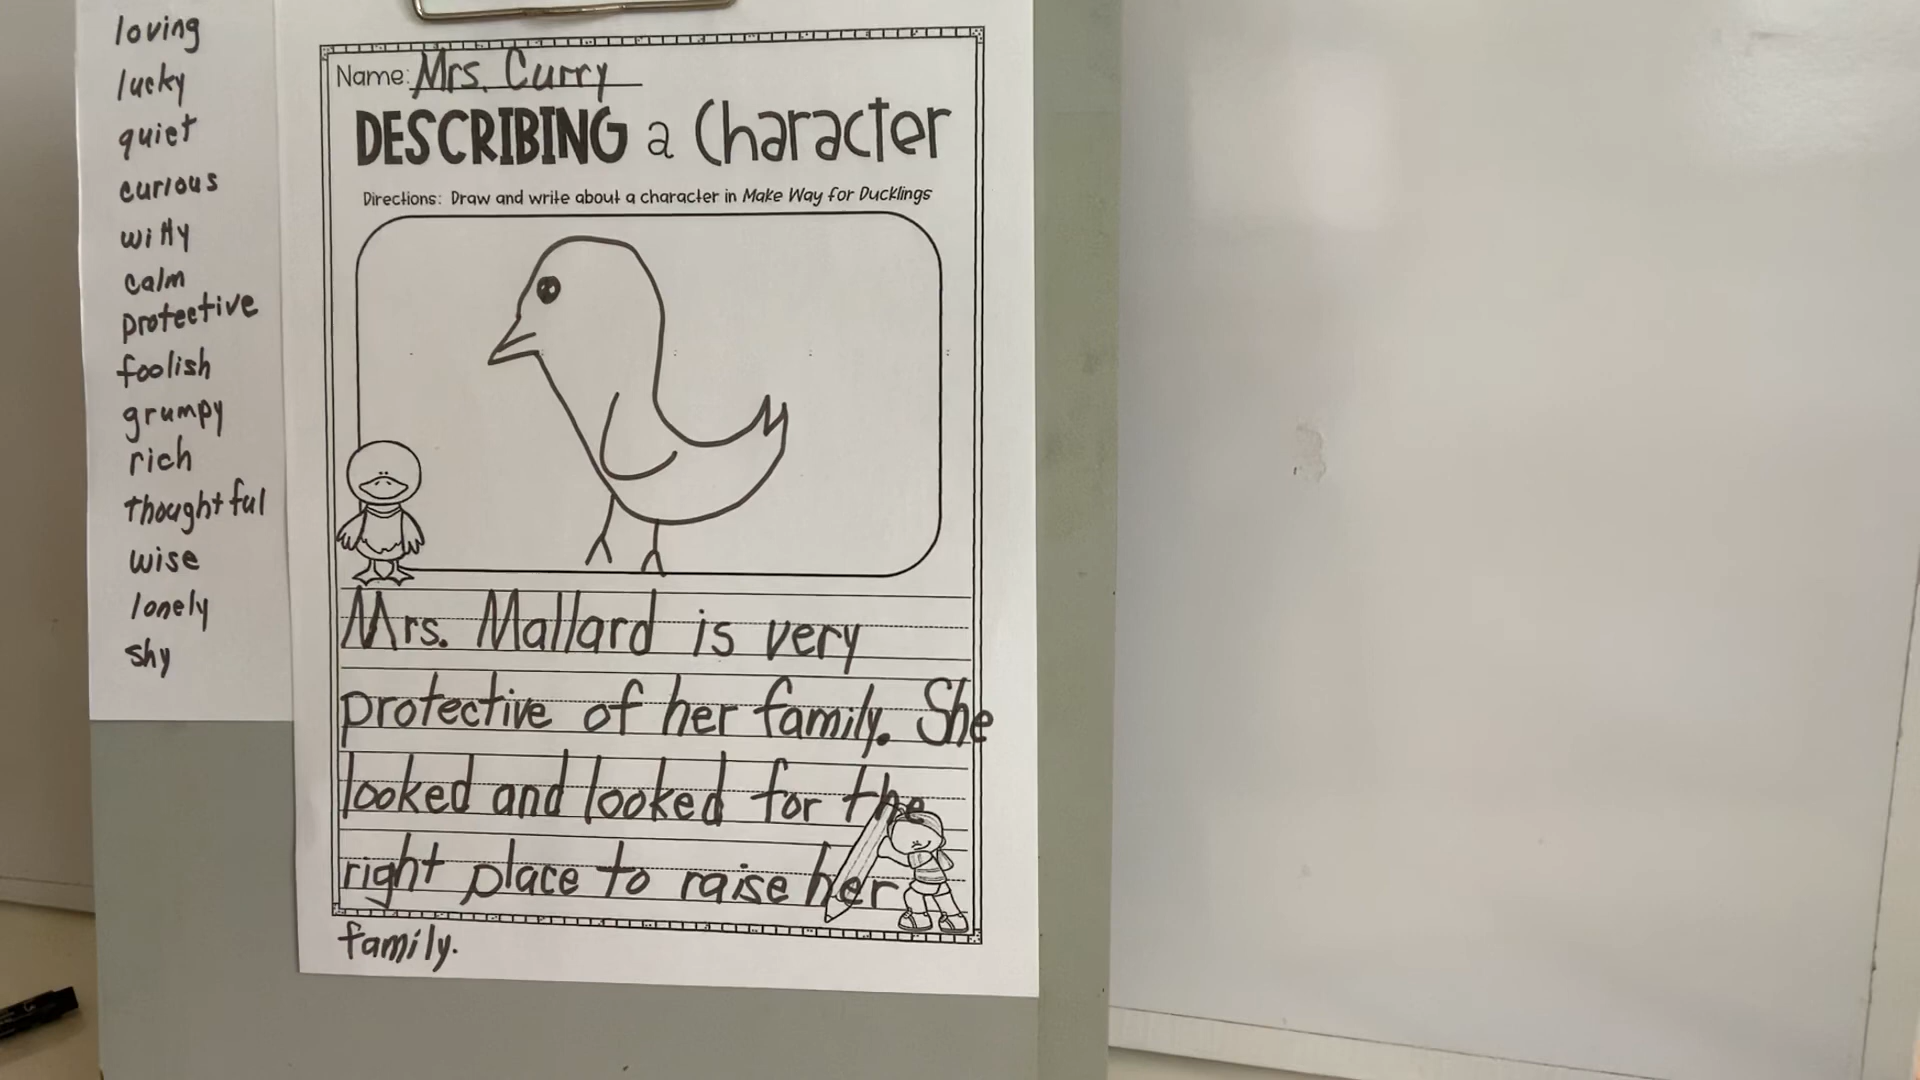 loving
lucky
quiet
curious
witty
calm
protective
foolish
grumpy
rich
thoughtful
wise
lonely
shy
Name: Mrs. Curry
DESCRIBING a Character
Directions: Draw and write about a character in Make Way for Ducklings
Mrs. Mallard is very
protective of her family. She
looked and looked for the
right place to raise her
family.